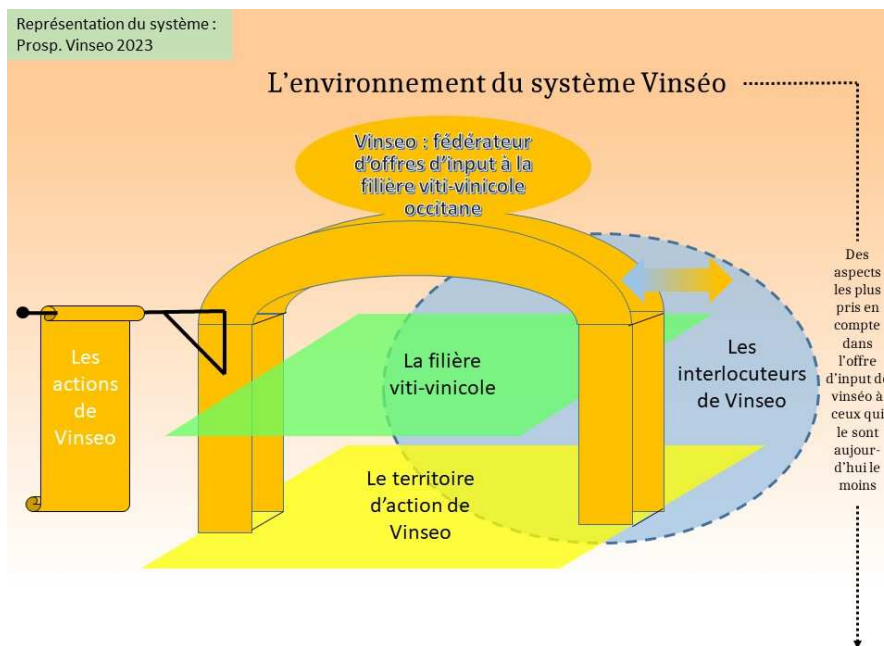 Représentation du système :
Prosp. Vinseo 2023
L'environnement du système Vinséo
Vinseo : fédérateur
d'offres d'input à la
filière viti-vinicole
occitane
Les
actions
de
Vinseo
La filière
viti-vinicole
Les
interlocuteurs
de Vinseo
Le territoire
d'action de
Vinseo
Des
aspects
les plus
pris en
compte
dans
l'offre
d'input de
vinséo à
ceux qui
le sont
aujour-
d'hui le
moins